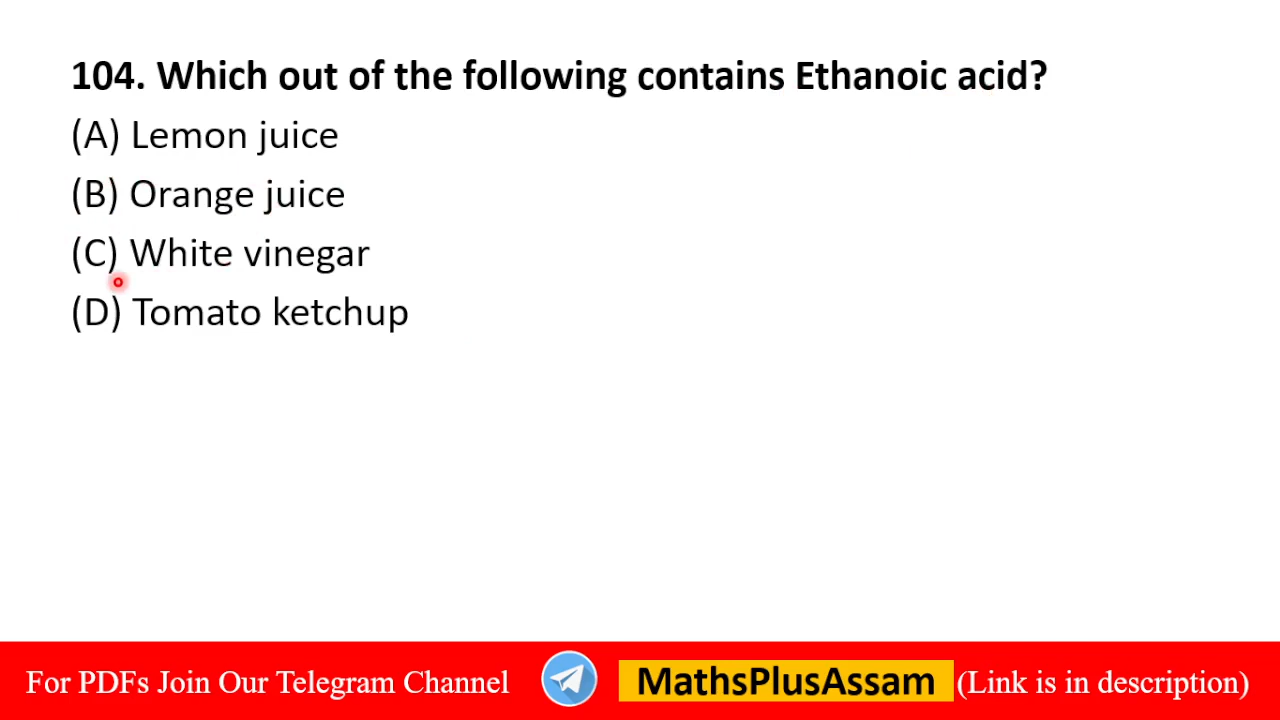 104. Which out of the following contains Ethanoic acid?
(A) Lemon juice
(B) Orange juice
(C) White vinegar
(D) Tomato ketchup
For PDFs Join Our Telegram Channel MathsPlusAssam (Link is in description)